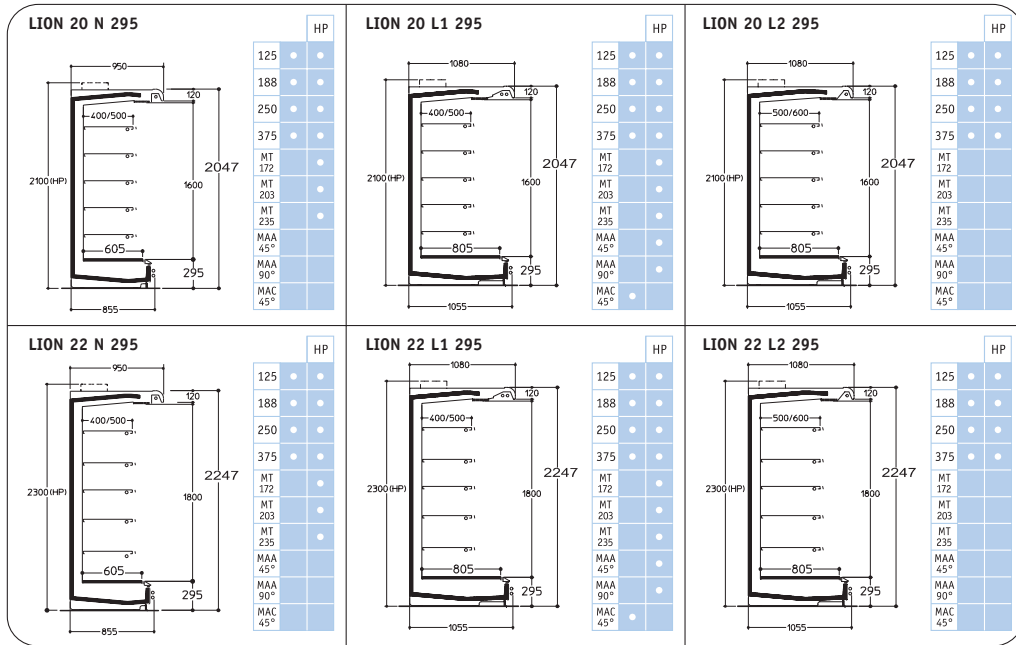 LION 20 N 295
HP
950
120
400/500
2100(HP)
1600
2047
605
295
855
125
188
250
375
MT
172
MT
203
MT
235
MAA
45°
MAA
90°
MAC
45°
LION 20 L1 295
HP
1080
120
400/500
2100(HP)
1600
2047
805
295
1055
125
188
250
375
MT
172
MT
203
MT
235
MAA
45°
MAA
90°
MAC
45°
LION 20 L2 295
HP
1080
120
500/600
2100(HP)
1600
2047
805
295
1055
125
188
250
375
MT
172
MT
203
MT
235
MAA
45°
MAA
90°
MAC
45°
LION 22 N 295
HP
950
120
400/500
2300(HP)
1800
2247
605
295
855
125
188
250
375
MT
172
MT
203
MT
235
MAA
45°
MAA
90°
MAC
45°
LION 22 L1 295
HP
1080
120
400/500
2300(HP)
1800
2247
805
295
1055
125
188
250
375
MT
172
MT
203
MT
235
MAA
45°
MAA
90°
MAC
45°
LION 22 L2 295
HP
1080
120
500/600
2300(HP)
1800
2247
805
295
1055
125
188
250
375
MT
172
MT
203
MT
235
MAA
45°
MAA
90°
MAC
45°